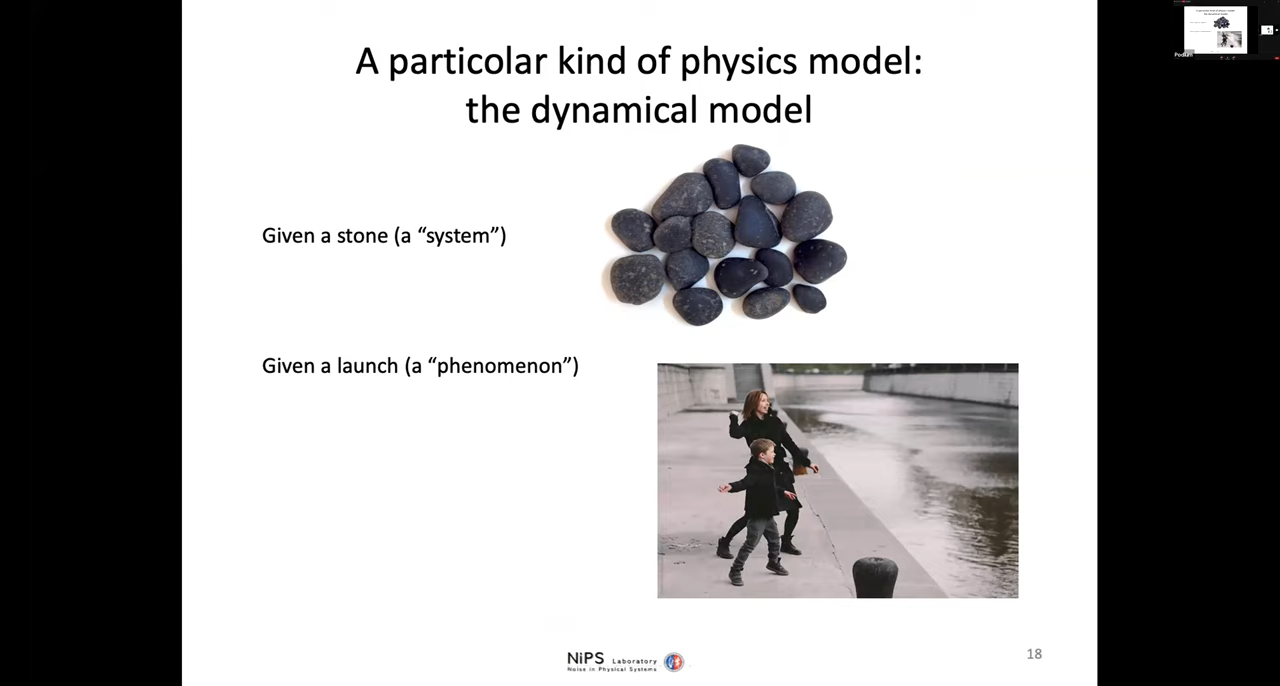 A particolar kind of physics model:
the dynamical model
Given a stone (a “system”)
Given a launch (a “phenomenon”)
NiPS Laboratory
Noise in Physical Systems
18
Podium